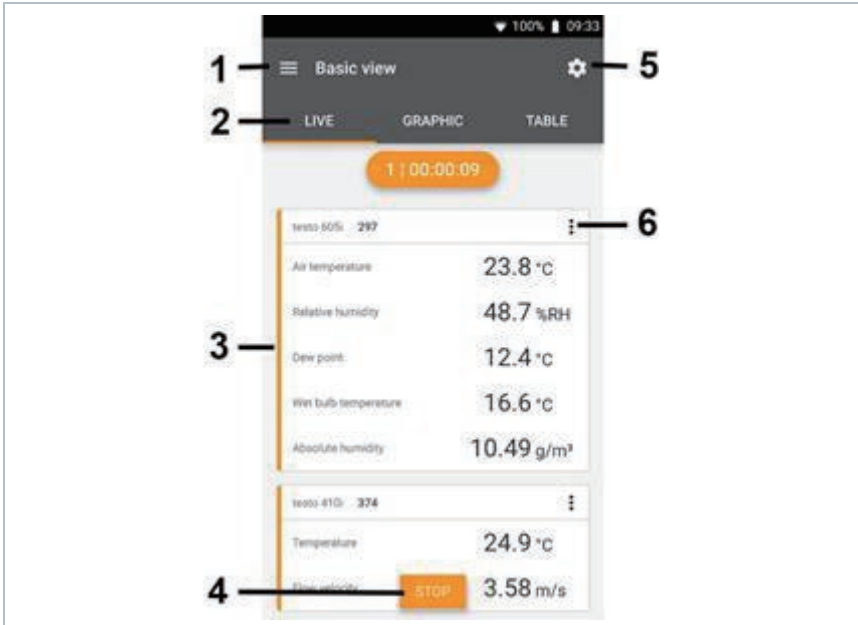 100% 09:33
1 Basic view 5
2 LIVE GRAPHIC TABLE
1 | 00:00:09
testo 605i 297 6
Air temperature 23.8 °C
Relative humidity 48.7 %RH
3
Dew point 12.4 °C
Wet bulb temperature 16.6 °C
Absolute humidity 10.49 g/m³
testo 410i 374
Temperature 24.9 °C
4 Flow velocity STOP 3.58 m/s